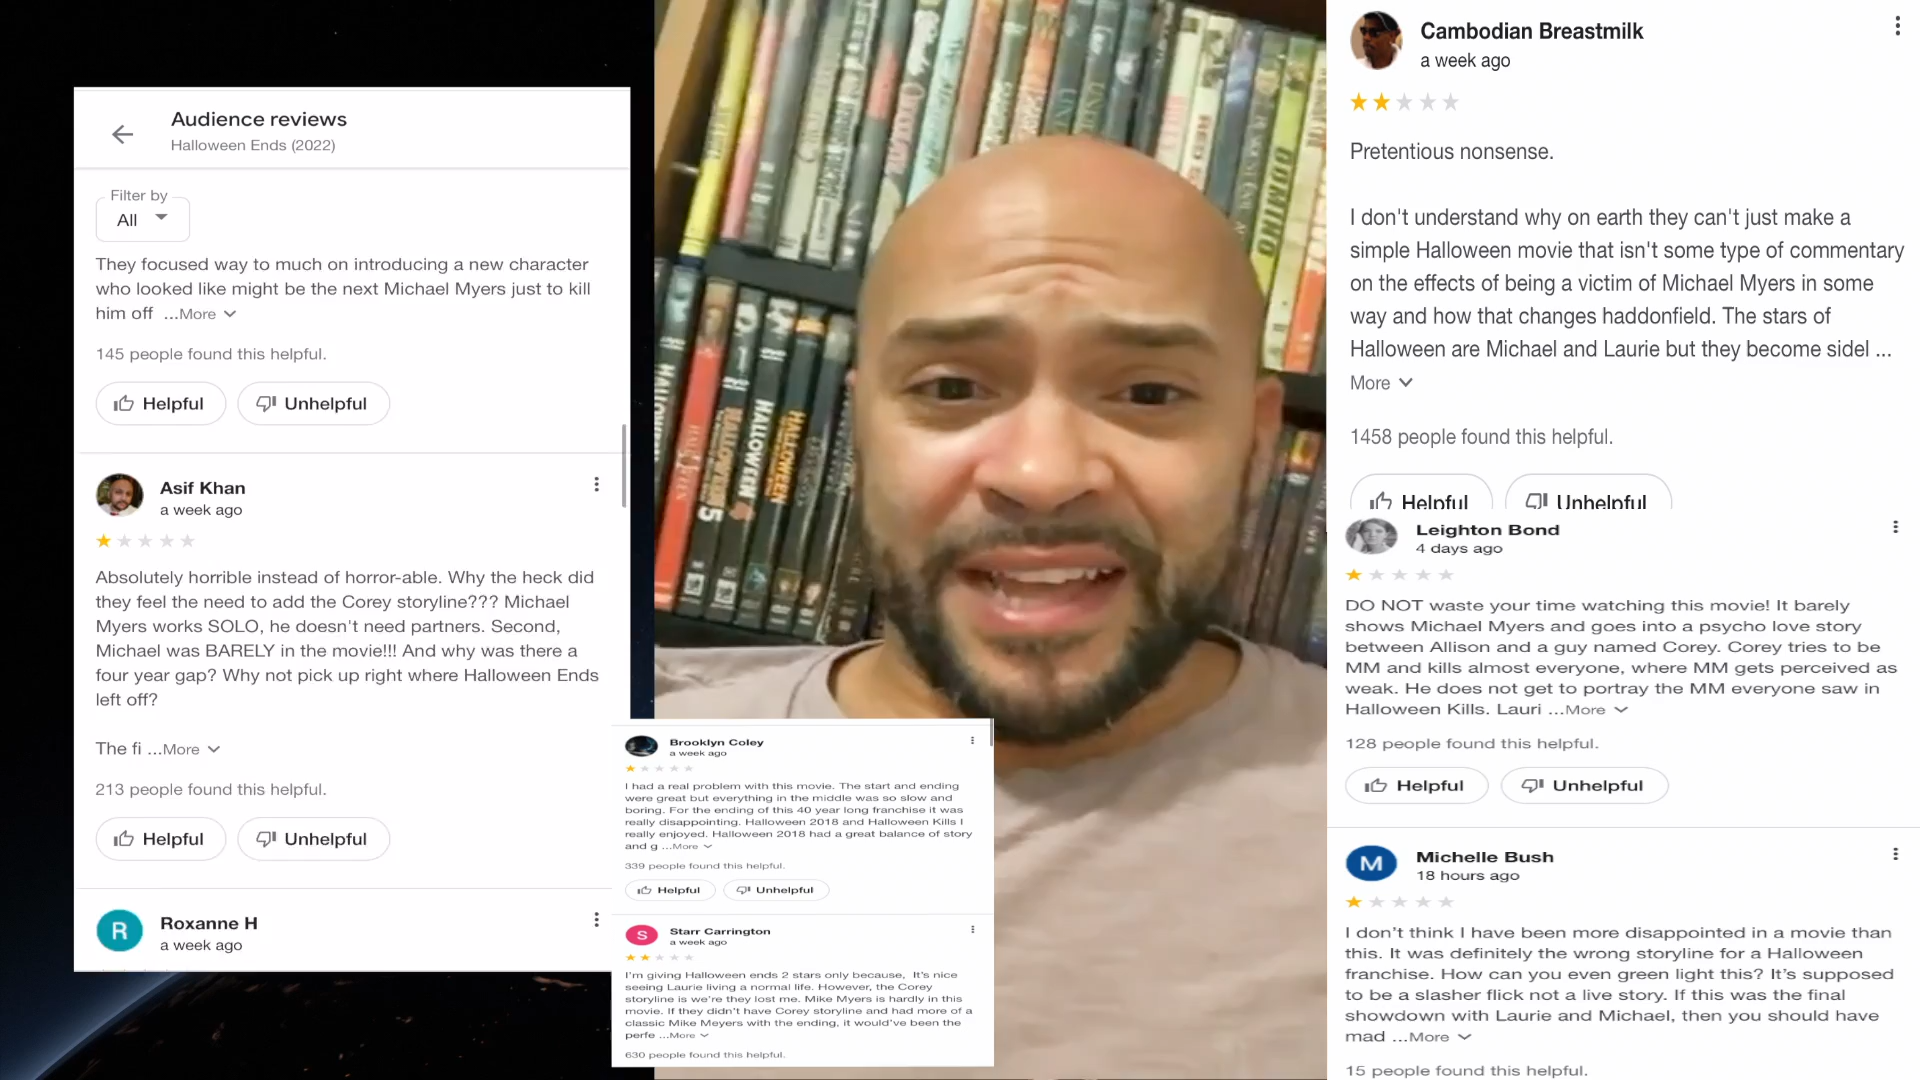 Audience reviews
Halloween Ends (2022)
Filter by
All
They focused way to much on introducing a new character
who looked like might be the next Michael Myers just to kill
him off ...More
145 people found this helpful.
Helpful
Unhelpful
Asif Khan
a week ago
Absolutely horrible instead of horror-able. Why the heck did
they feel the need to add the Corey storyline??? Michael
Myers works SOLO, he doesn't need partners. Second,
Michael was BARELY in the movie!!! And why was there a
four year gap? Why not pick up right where Halloween Ends
left off?
The fi ...More
213 people found this helpful.
Helpful
Unhelpful
R
Roxanne H
a week ago
DOMINO
HALLOWEEN
HALLOWEEN
HALLOWEEN 4
HALLOWEEN
5
Brooklyn Coley
a week ago
I had a real problem with this movie. The start and ending
were great but everything in the middle was so slow and
boring. For the ending of this 40 year long franchise it was
really disappointing. Halloween 2018 and Halloween Kills I
really enjoyed. Halloween 2018 had a great balance of story
and g ...More
339 people found this helpful.
Helpful
Unhelpful
S
Starr Carrington
a week ago
I'm giving Halloween ends 2 stars only because, It's nice
seeing Laurie living a normal life. However, the Corey
storyline is we're they lost me. Mike Myers is hardly in this
movie. If they didn't have Corey storyline and had more of a
classic Mike Meyers with the ending, it would've been the
perfe ...More
630 people found this helpful.
Cambodian Breastmilk
a week ago
Pretentious nonsense.
I don't understand why on earth they can't just make a
simple Halloween movie that isn't some type of commentary
on the effects of being a victim of Michael Myers in some
way and how that changes haddonfield. The stars of
Halloween are Michael and Laurie but they become sidel ...
More
1458 people found this helpful.
Helpful
Unhelpful
Leighton Bond
4 days ago
DO NOT waste your time watching this movie! It barely
shows Michael Myers and goes into a psycho love story
between Allison and a guy named Corey. Corey tries to be
MM and kills almost everyone, where MM gets perceived as
weak. He does not get to portray the MM everyone saw in
Halloween Kills. Lauri ...More
128 people found this helpful.
Helpful
Unhelpful
M
Michelle Bush
18 hours ago
I don't think I have been more disappointed in a movie than
this. It was definitely the wrong storyline for a Halloween
franchise. How can you even green light this? It's supposed
to be a slasher flick not a live story. If this was the final
showdown with Laurie and Michael, then you should have
mad ...More
15 people found this helpful.